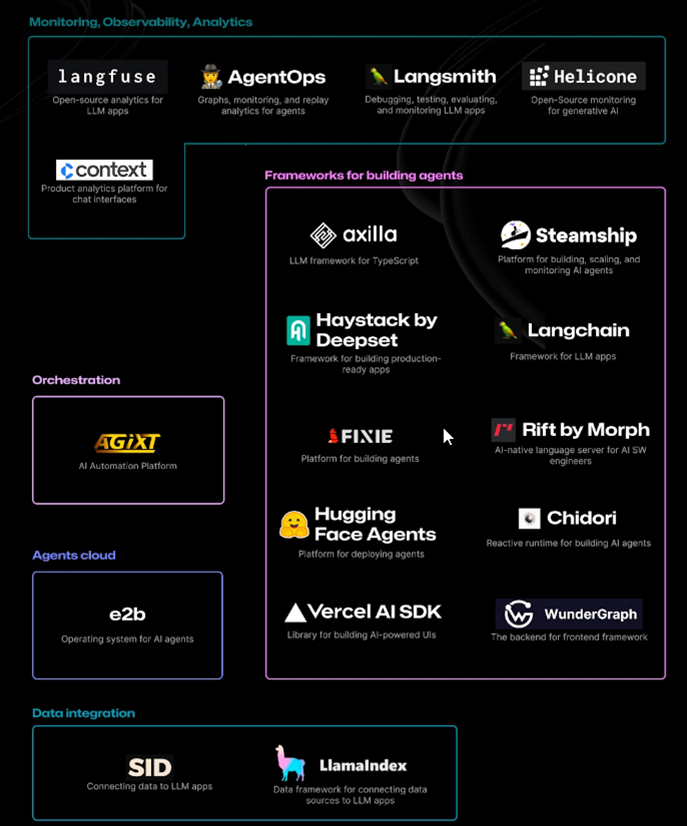 Monitoring, Observability, Analytics
langfuse
Open-source analytics for
LLM apps
AgentOps
Graphs, monitoring, and replay
analytics for agents
Langsmith
Debugging, testing, evaluating,
and monitoring LLM apps
Helicone
Open-Source monitoring
for generative AI
context
Product analytics platform for
chat interfaces
Frameworks for building agents
axilla
LLM framework for TypeScript
Steamship
Platform for building, scaling, and
monitoring AI agents
Haystack by
Deepset
Framework for building production-
ready apps
Langchain
Framework for LLM apps
FIXIE
Platform for building agents
Rift by Morph
AI-native language server for AI SW
engineers
Hugging
Face Agents
Platform for deploying agents
Chidori
Reactive runtime for building AI agents
Vercel AI SDK
Library for building AI-powered UIs
WunderGraph
The backend for frontend framework
Orchestration
AGiXT
AI Automation Platform
Agents cloud
e2b
Operating system for AI agents
Data integration
SID
Connecting data to LLM apps
LlamaIndex
Data framework for connecting data
sources to LLM apps